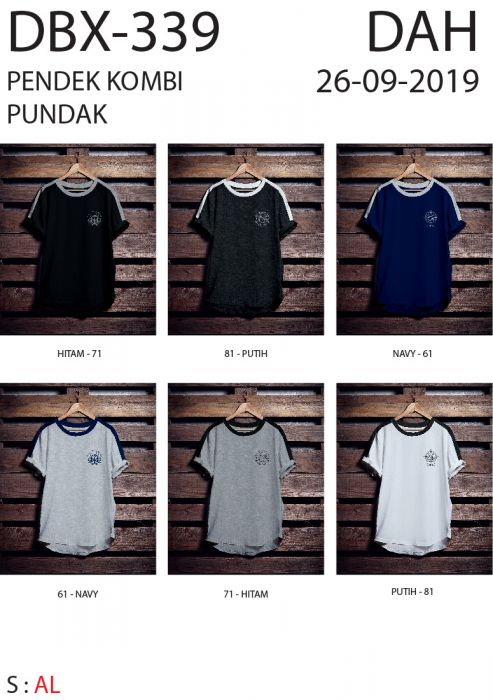 DBX-339
DAH
PENDEK KOMBI
26-09-2019
PUNDAK
HITAM - 71
81 - PUTIH
NAVY - 61
61 - NAVY
71 - HITAM
PUTIH - 81
S : AL